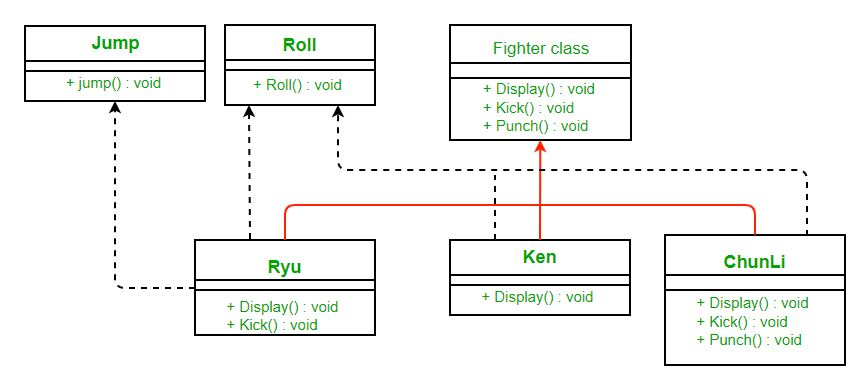 Jump
+ jump() : void
Roll
+ Roll() : void
Fighter class
+ Display() : void
+ Kick() : void
+ Punch() : void
Ryu
+ Display() : void
+ Kick() : void
Ken
+ Display() : void
ChunLi
+ Display() : void
+ Kick() : void
+ Punch() : void